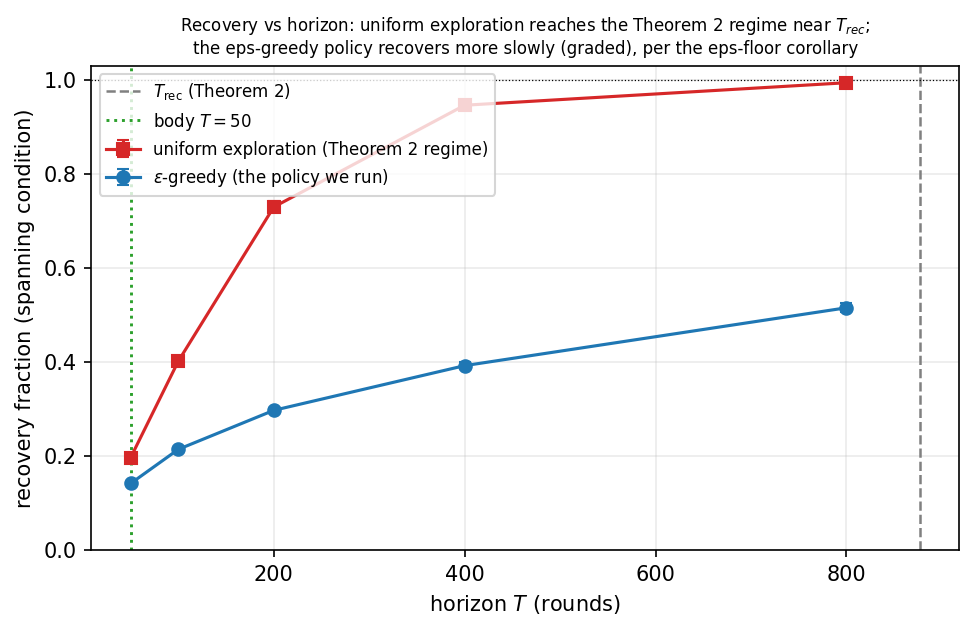 Recovery vs horizon: uniform exploration reaches the Theorem 2 regime near T_rec;
the eps-greedy policy recovers more slowly (graded), per the eps-floor corollary
T_rec (Theorem 2)
body T = 50
uniform exploration (Theorem 2 regime)
ε-greedy (the policy we run)
recovery fraction (spanning condition)
1.0
0.8
0.6
0.4
0.2
0.0
200
400
600
800
horizon T (rounds)